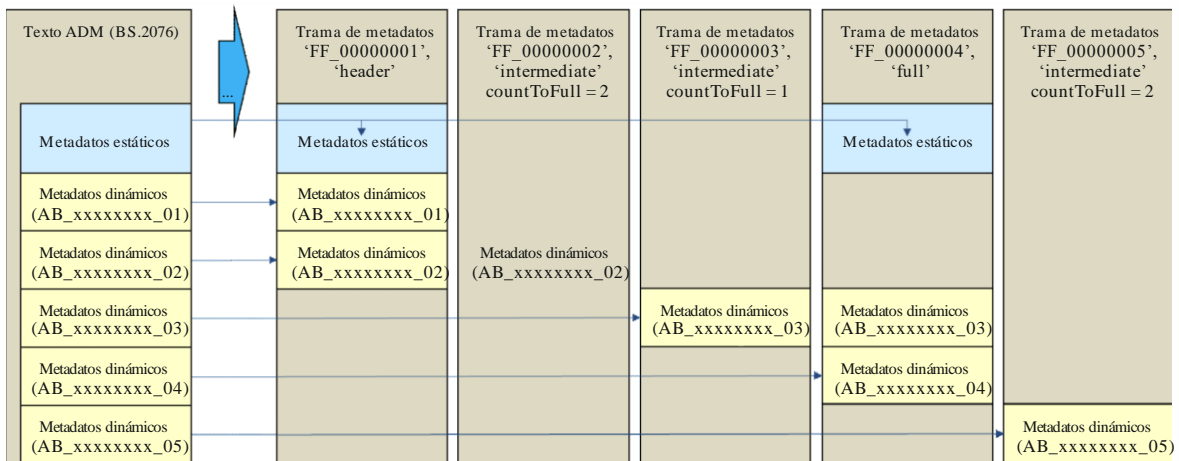 Texto ADM (BS.2076)
...
Metadatos estáticos
Metadatos dinámicos
(AB_xxxxxxxx_01)
Metadatos dinámicos
(AB_xxxxxxxx_02)
Metadatos dinámicos
(AB_xxxxxxxx_03)
Metadatos dinámicos
(AB_xxxxxxxx_04)
Metadatos dinámicos
(AB_xxxxxxxx_05)
Trama de metadatos
‘FF_00000001’,
‘header’
Metadatos estáticos
Metadatos dinámicos
(AB_xxxxxxxx_01)
Metadatos dinámicos
(AB_xxxxxxxx_02)
Trama de metadatos
‘FF_00000002’,
‘intermediate’
countToFull = 2
Metadatos dinámicos
(AB_xxxxxxxx_02)
Trama de metadatos
‘FF_00000003’,
‘intermediate’
countToFull = 1
Metadatos dinámicos
(AB_xxxxxxxx_03)
Trama de metadatos
‘FF_00000004’,
‘full’
Metadatos estáticos
Metadatos dinámicos
(AB_xxxxxxxx_03)
Metadatos dinámicos
(AB_xxxxxxxx_04)
Trama de metadatos
‘FF_00000005’,
‘intermediate’
countToFull = 2
Metadatos dinámicos
(AB_xxxxxxxx_05)